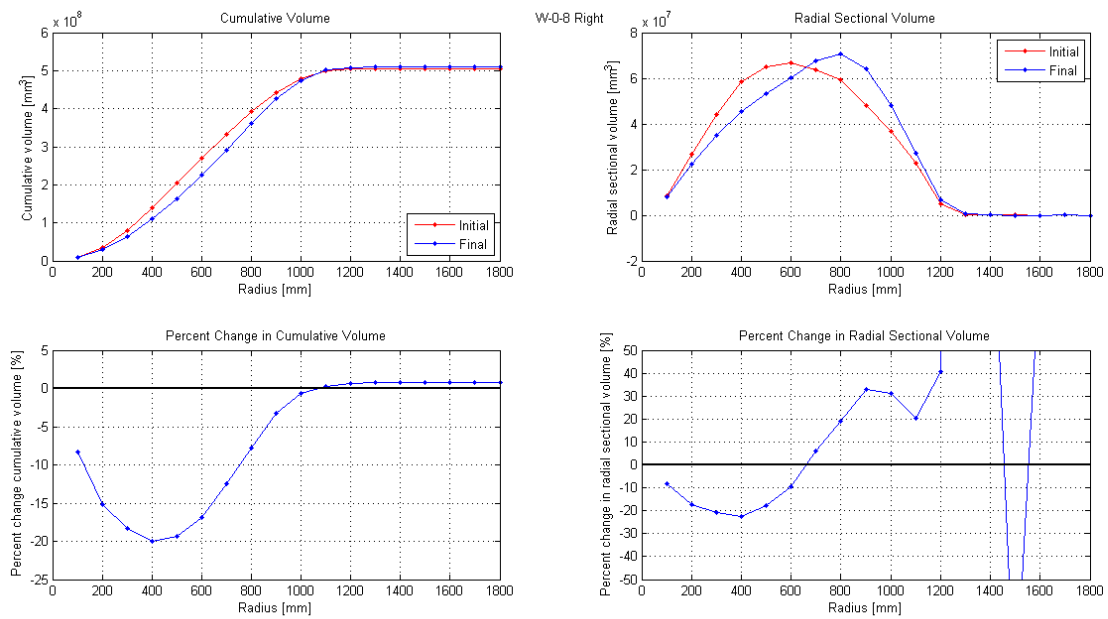 W-0-8 Right
Cumulative Volume
x 10^8
Cumulative volume [mm^3]
6
5
4
3
2
1
0
0 200 400 600 800 1000 1200 1400 1600 1800
Radius [mm]
Initial
Final
Radial Sectional Volume
x 10^7
Radial sectional volume [mm^3]
8
6
4
2
0
-2
0 200 400 600 800 1000 1200 1400 1600 1800
Radius [mm]
Initial
Final
Percent Change in Cumulative Volume
Percent change cumulative volume [%]
5
0
-5
-10
-15
-20
-25
0 200 400 600 800 1000 1200 1400 1600 1800
Radius [mm]
Percent Change in Radial Sectional Volume
Percent change in radial sectional volume [%]
50
40
30
20
10
0
-10
-20
-30
-40
-50
0 200 400 600 800 1000 1200 1400 1600 1800
Radius [mm]